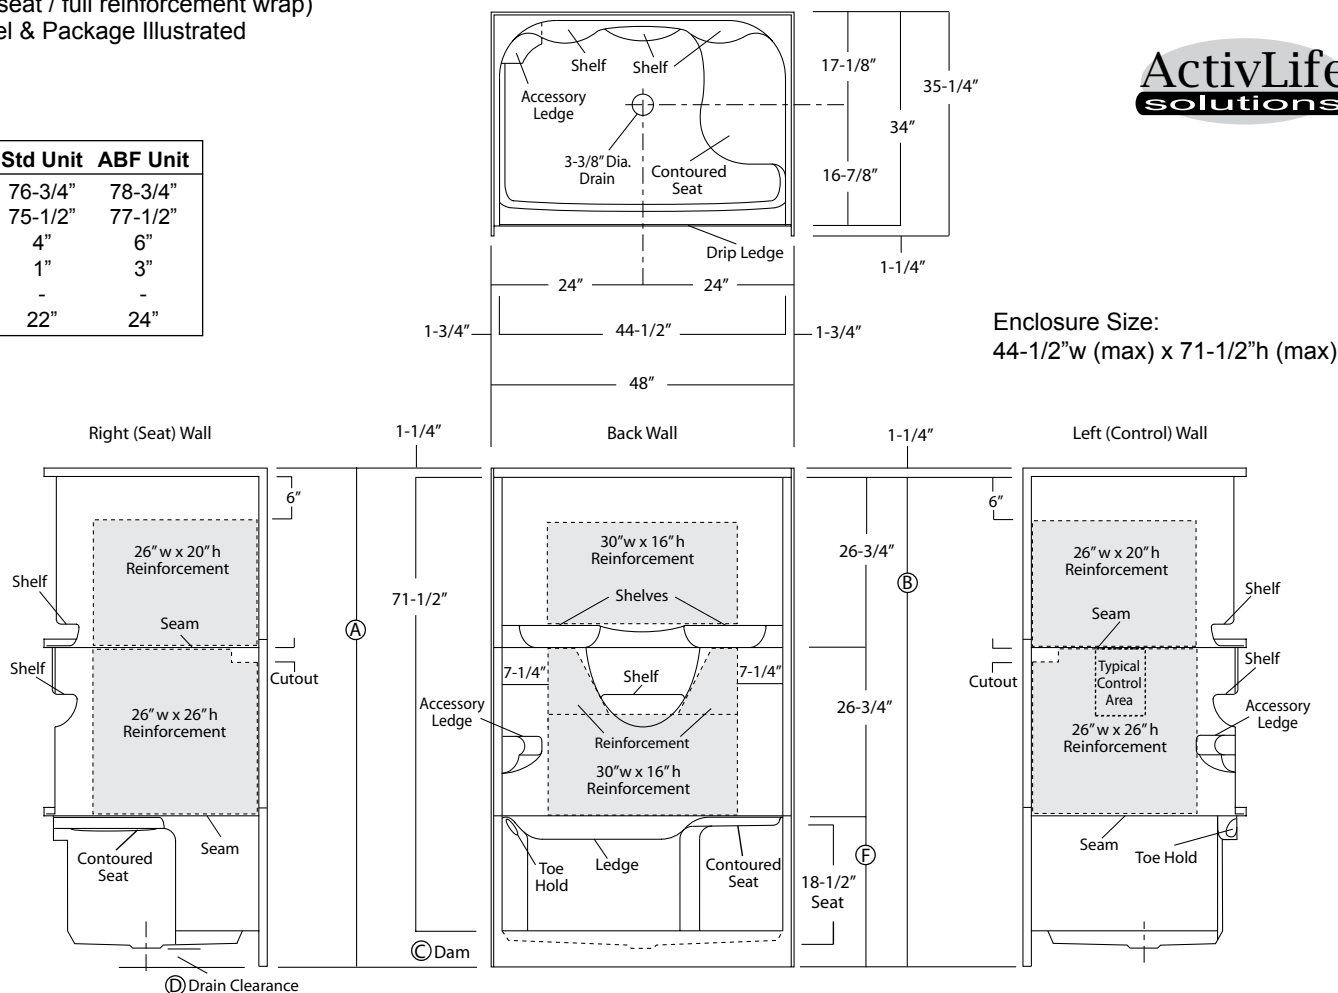 seat / full reinforcement wrap)
& Package Illustrated
ActivLife
solutions
Std Unit ABF Unit
76-3/4” 78-3/4”
75-1/2” 77-1/2”
4” 6”
1” 3”
- -
22” 24”
Shelf
Shelf
Accessory
Ledge
3-3/8” Dia.
Drain
Contoured
Seat
Drip Ledge
17-1/8”
16-7/8”
34”
35-1/4”
1-1/4”
24”
24”
1-3/4”
44-1/2”
1-3/4”
48”
Enclosure Size:
44-1/2”w (max) x 71-1/2”h (max)
Right (Seat) Wall
6”
26” w x 20” h
Reinforcement
Shelf
Seam
Shelf
Cutout
26” w x 26” h
Reinforcement
Contoured
Seat
Seam
D Drain Clearance
1-1/4”
A
71-1/2”
C Dam
Back Wall
30”w x 16” h
Reinforcement
Shelves
7-1/4”
Shelf
7-1/4”
Accessory
Ledge
Reinforcement
30”w x 16” h
Reinforcement
Toe
Hold
Ledge
Contoured
Seat
18-1/2”
Seat
1-1/4”
26-3/4”
B
26-3/4”
F
Left (Control) Wall
6”
26” w x 20” h
Reinforcement
Shelf
Seam
Shelf
Cutout
Typical
Control
Area
Accessory
Ledge
26” w x 26” h
Reinforcement
Seam
Toe Hold